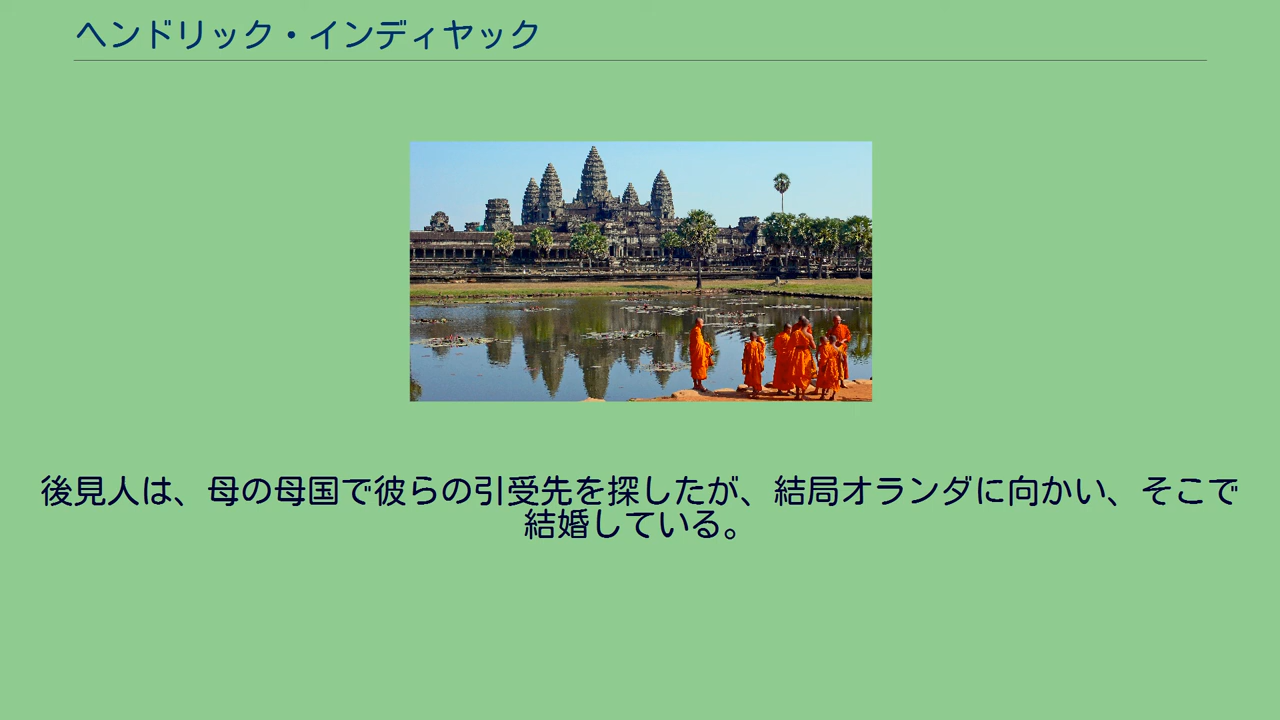 ヘンドリック・インディヤック
後見人は、母の母国で彼らの引受先を探したが、結局オランダに向かい、そこで
結婚している。